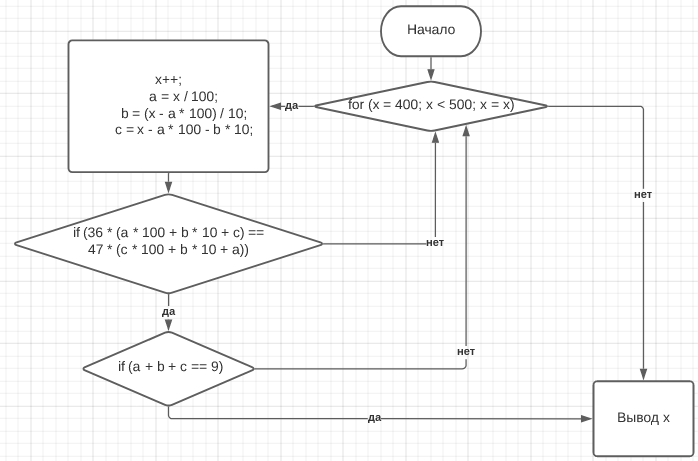 Начало
for (x = 400; x < 500; x = x)
да
x++;
a = x / 100;
b = (x - a * 100) / 10;
c = x - a * 100 - b * 10;
нет
if (36 * (a * 100 + b * 10 + c) ==
47 * (c * 100 + b * 10 + a))
нет
да
if (a + b + c == 9)
нет
да
Вывод x